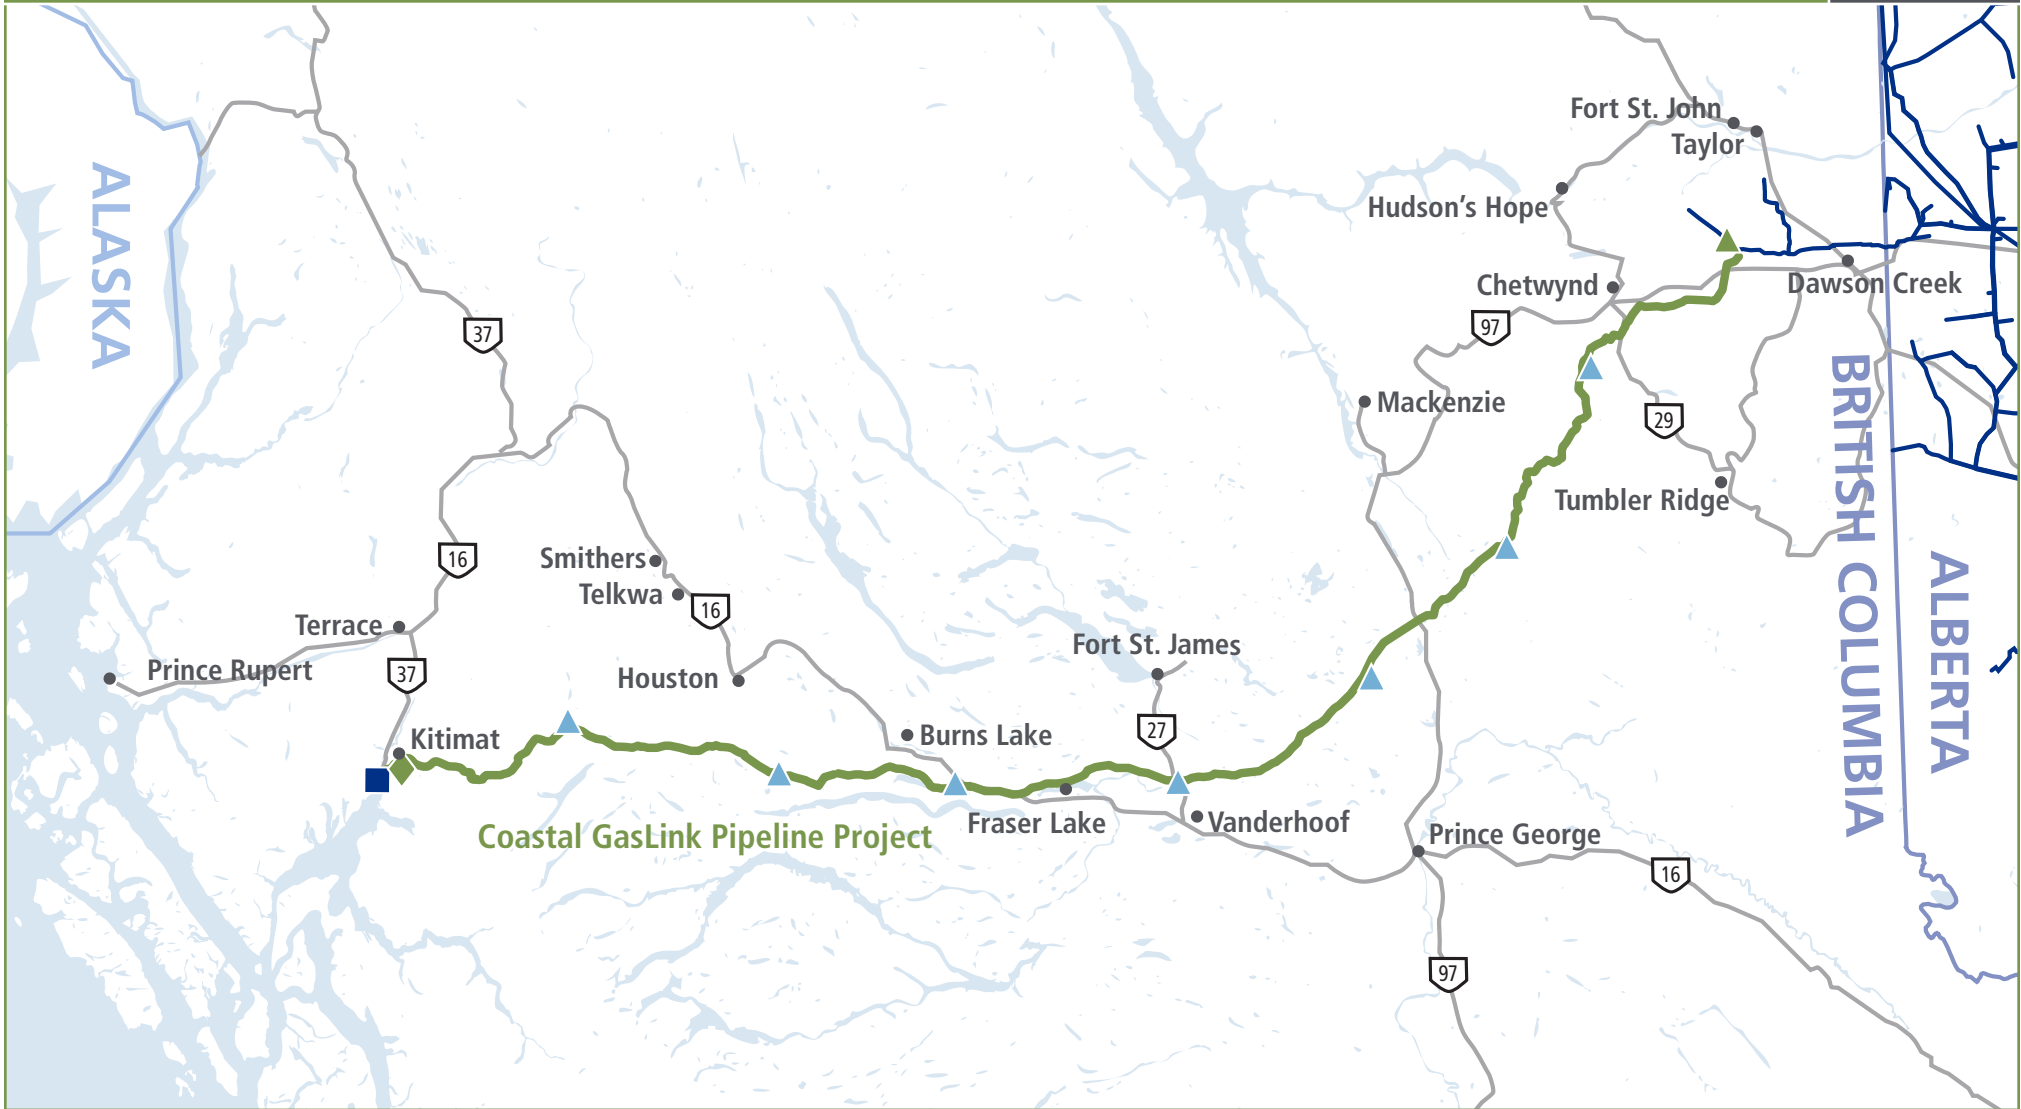 Fort St. John
Taylor
ALASKA
Hudson's Hope
Chetwynd
Dawson Creek
97
37
BRITISH COLUMBIA
Mackenzie
29
Tumbler Ridge
16
Smithers
Telkwa
16
ALBERTA
Terrace
Fort St. James
Prince Rupert
37
Houston
27
Kitimat
Burns Lake
Fraser Lake
Vanderhoof
Coastal GasLink Pipeline Project
Prince George
16
97